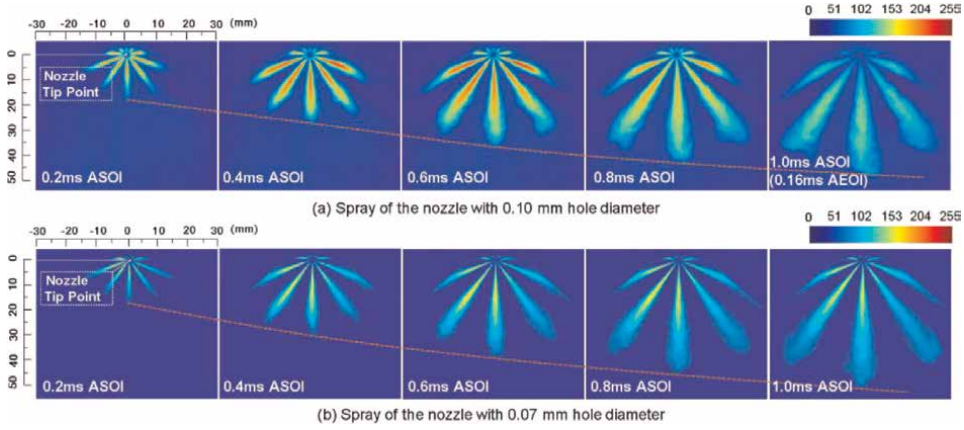 -30 -20 -10 0 10 20 30 (mm)
0 51 102 153 204 255
0
10
20
30
40
50
Nozzle
Tip Point
0.2ms ASOI
0.4ms ASOI
0.6ms ASOI
0.8ms ASOI
1.0ms ASOI
(0.16ms AEOI)
(a) Spray of the nozzle with 0.10 mm hole diameter
-30 -20 -10 0 10 20 30 (mm)
0 51 102 153 204 255
0
10
20
30
40
50
Nozzle
Tip Point
0.2ms ASOI
0.4ms ASOI
0.6ms ASOI
0.8ms ASOI
1.0ms ASOI
(b) Spray of the nozzle with 0.07 mm hole diameter